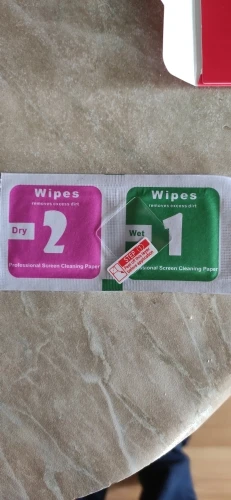 Wipes
removes excess dirt
Dry
2
Professional Screen Cleaning Paper
Wipes
removes excess dirt
Wet
1
Professional Screen Cleaning Paper